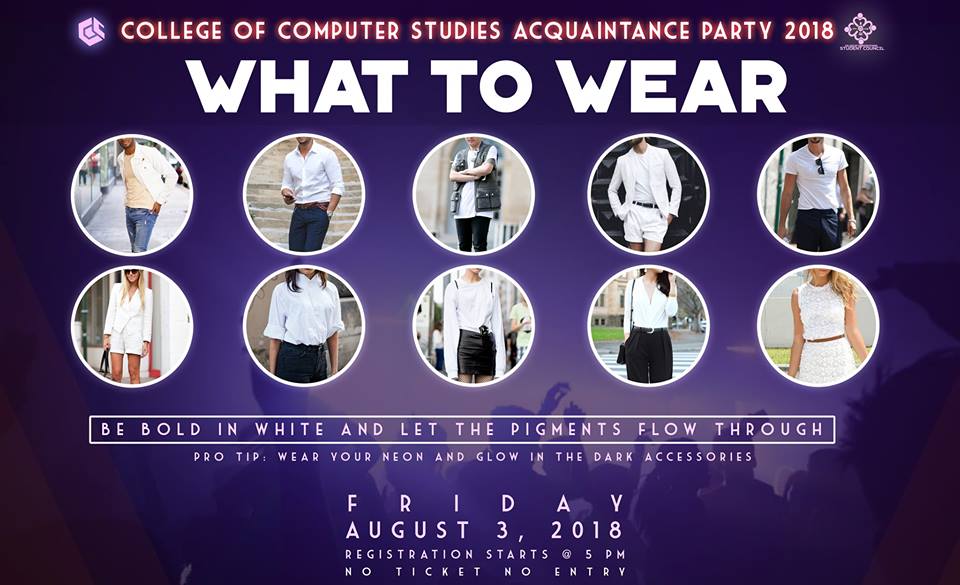 COLLEGE OF COMPUTER STUDIES ACQUAINTANCE PARTY 2018
STUDENT COUNCIL
WHAT TO WEAR
BE BOLD IN WHITE AND LET THE PIGMENTS FLOW THROUGH
PRO TIP: WEAR YOUR NEON AND GLOW IN THE DARK ACCESSORIES
FRIDAY
AUGUST 3, 2018
REGISTRATION STARTS @ 5 PM
NO TICKET NO ENTRY